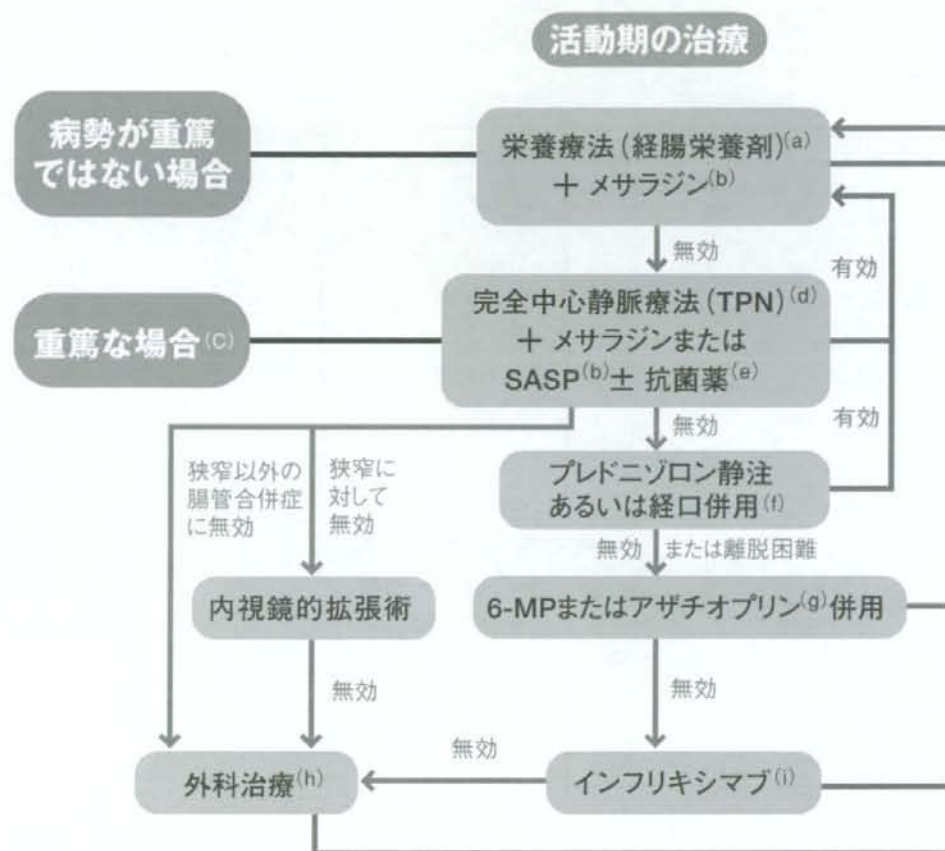 活動期の治療
病勢が重篤
ではない場合
栄養療法(経腸栄養剤)(a)
＋ メサラジン(b)
無効
有効
重篤な場合(C)
完全中心静脈療法(TPN)(d)
＋ メサラジンまたは
SASP(b)± 抗菌薬(e)
無効
有効
狭窄以外の
腸管合併症
に無効
狭窄に
対して
無効
プレドニゾロン静注
あるいは経口併用(f)
無効 または離脱困難
内視鏡的拡張術
6-MPまたはアザチオプリン(g)併用
無効
無効
外科治療(h)
無効
インフリキシマブ(i)